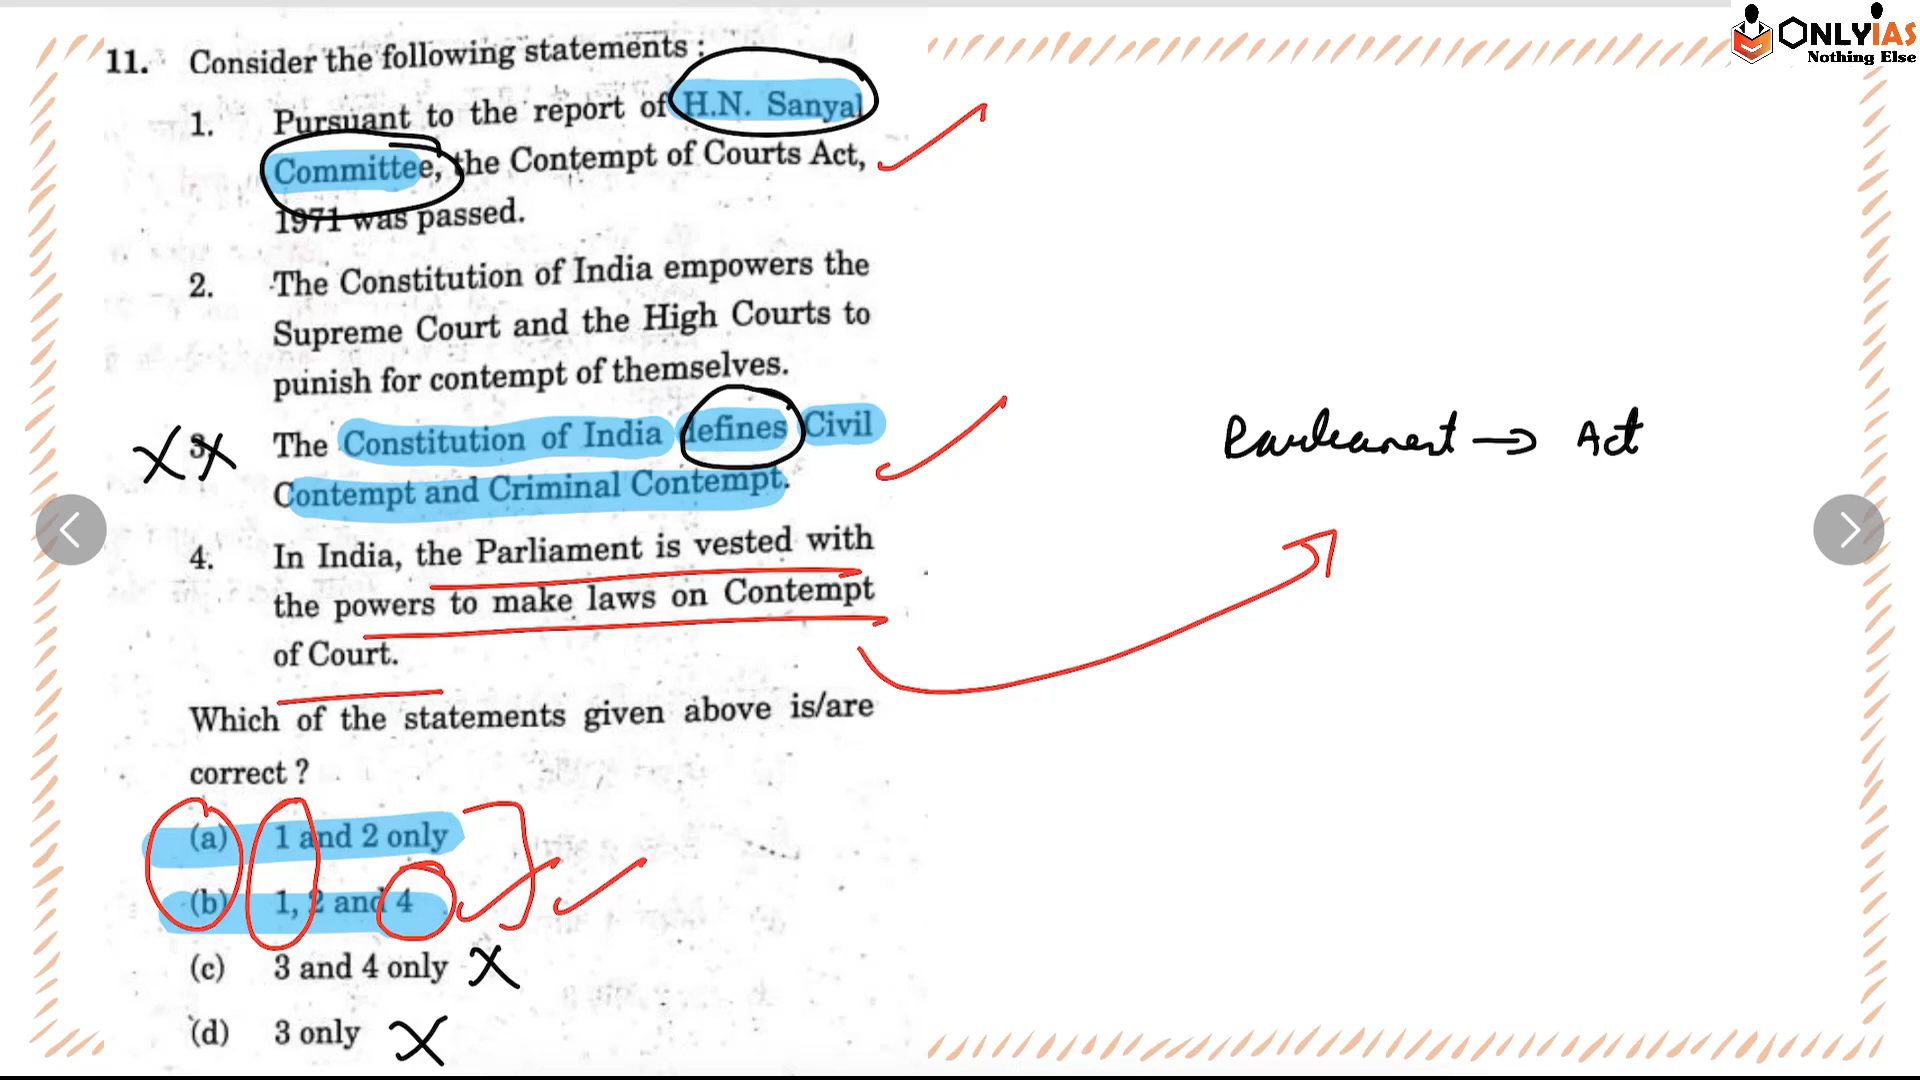 ONLYIAS
Nothing Else
11. Consider the following statements :
1. Pursuant to the report of H.N. Sanyal
Committee, the Contempt of Courts Act,
1971 was passed.
2. The Constitution of India empowers the
Supreme Court and the High Courts to
punish for contempt of themselves.
3. The Constitution of India defines Civil
Contempt and Criminal Contempt.
Parliament → Act
4. In India, the Parliament is vested with
the powers to make laws on Contempt
of Court.
Which of the statements given above is/are
correct ?
(a) 1 and 2 only
(b) 1, 2 and 4
(c) 3 and 4 only
(d) 3 only